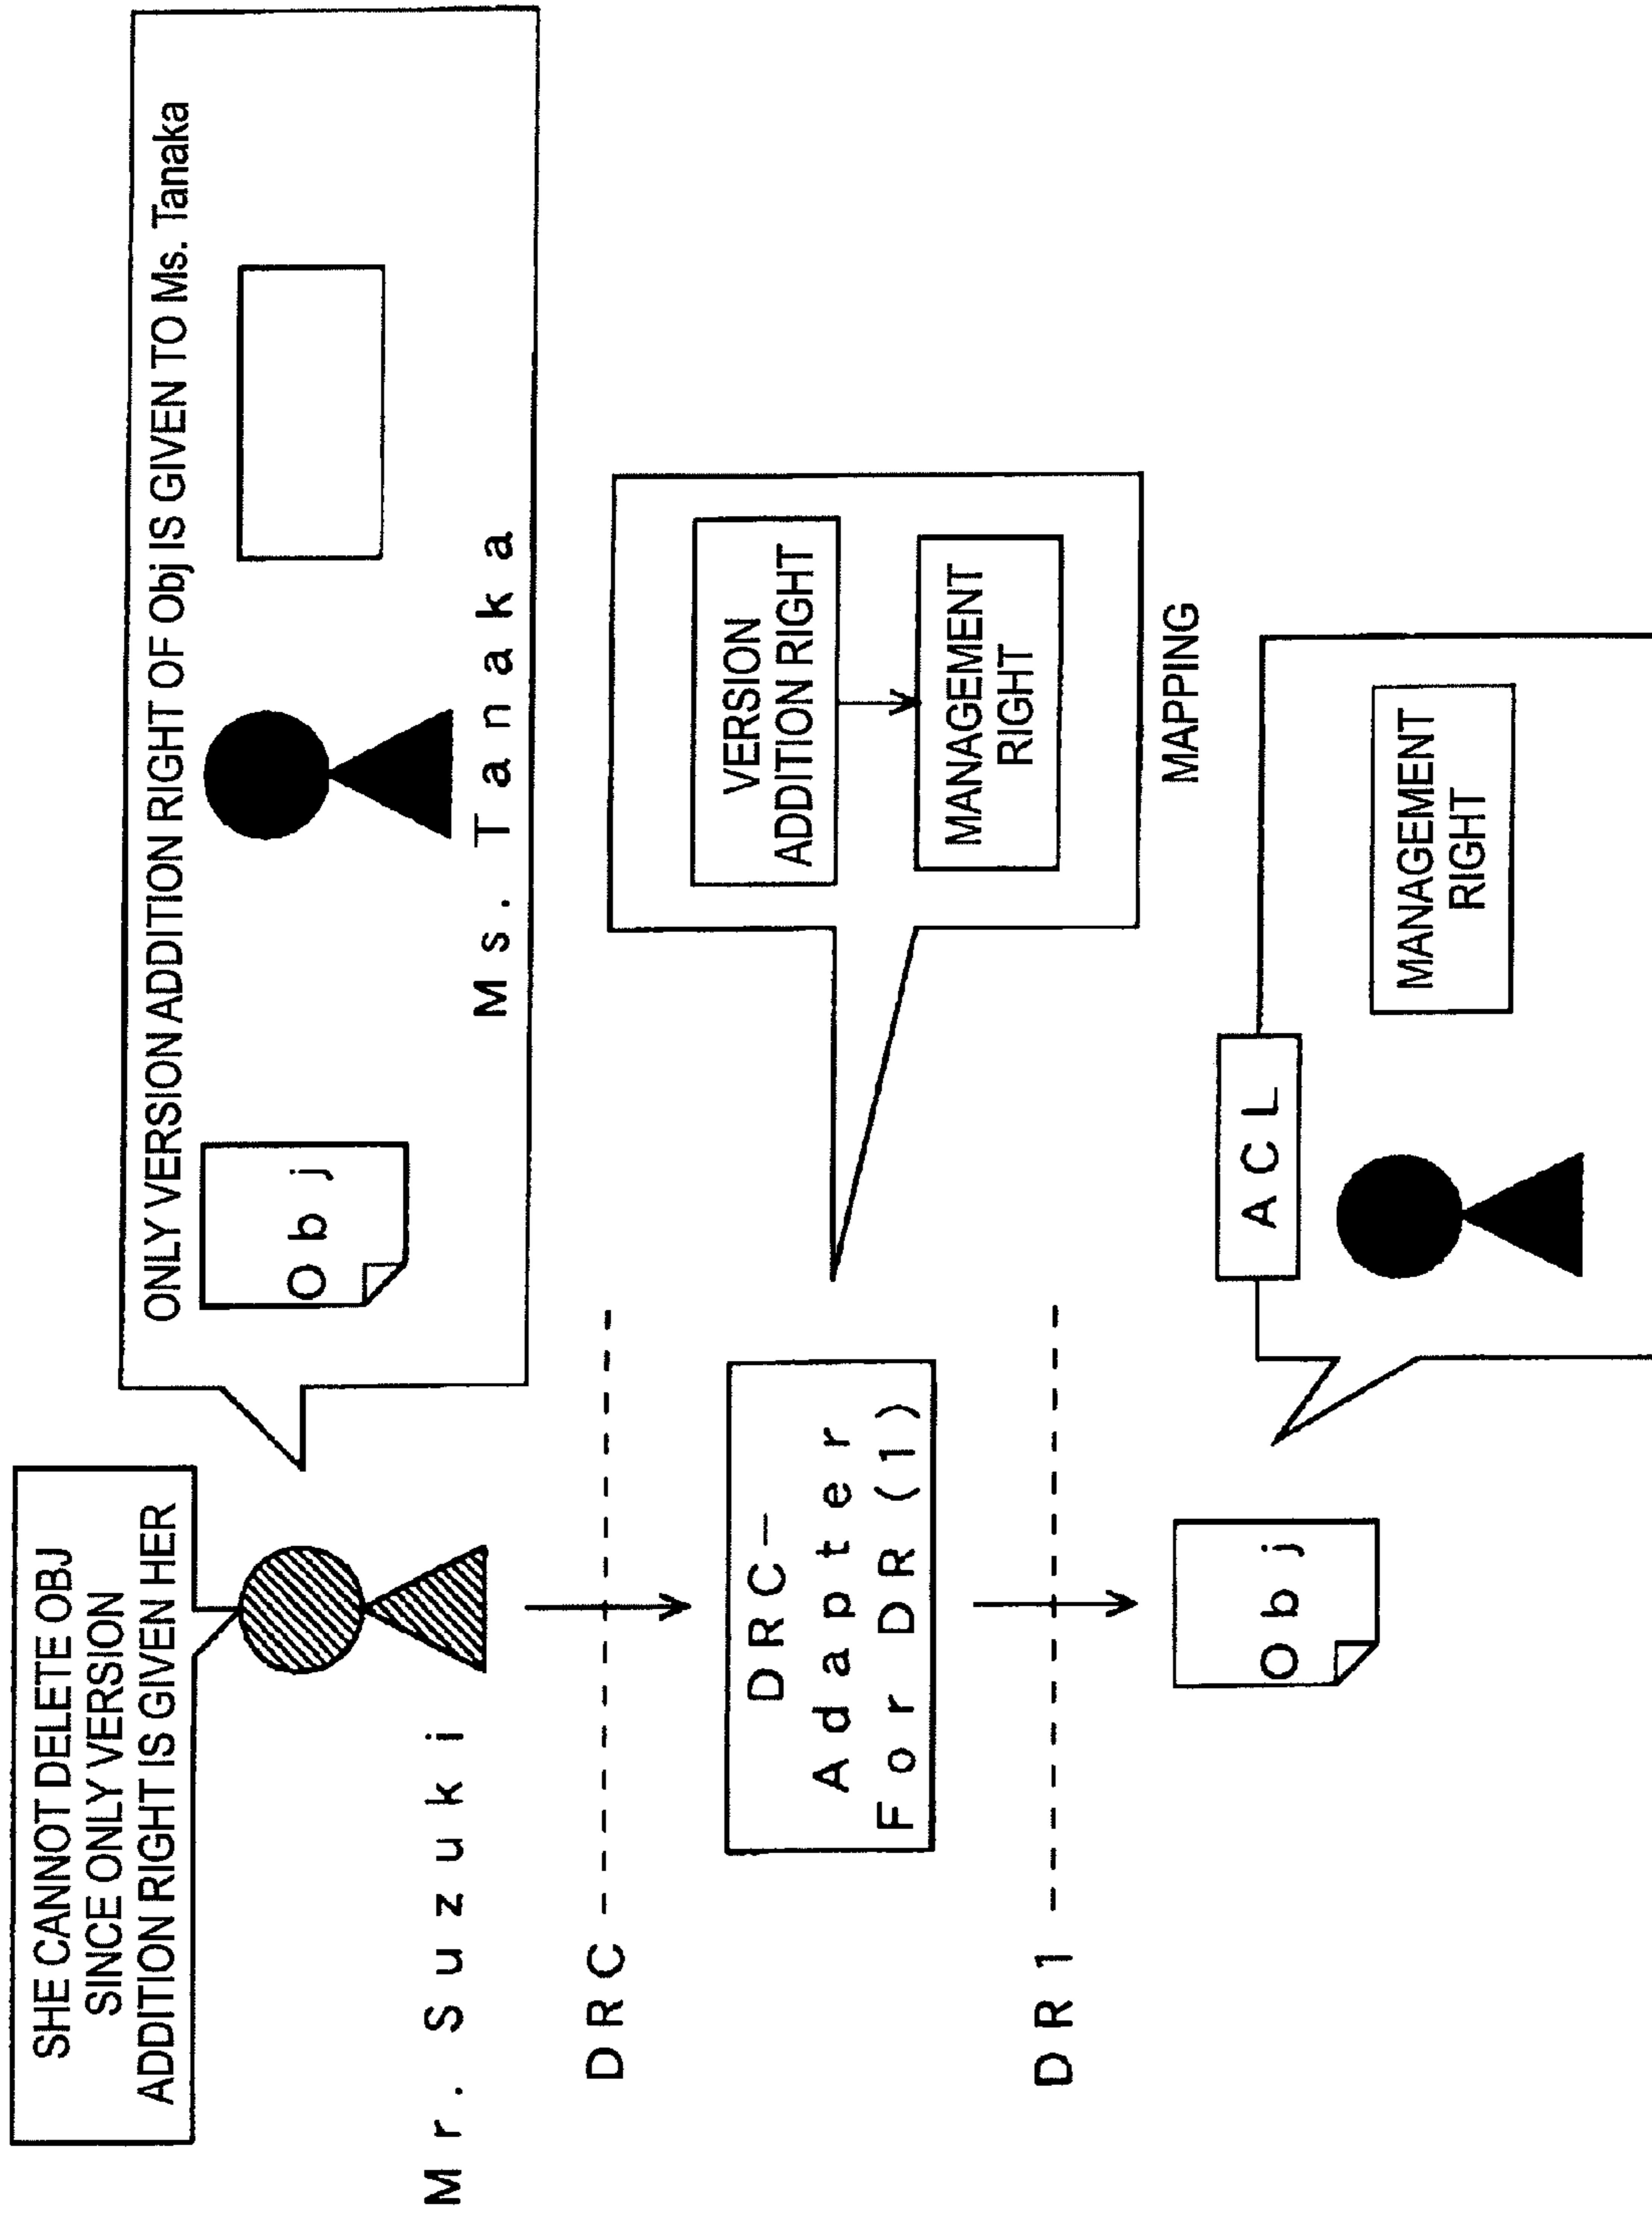 SHE CANNOT DELETE OBJ
SINCE ONLY VERSION
ADDITION RIGHT IS GIVEN HER
ONLY VERSION ADDITION RIGHT OF Obj IS GIVEN TO Ms. Tanaka
Obj
Ms. Tanaka
Mr. Suzuki
DRC
VERSION
ADDITION RIGHT
MANAGEMENT
RIGHT
MAPPING
DRC-
Adapter
For DR (1)
DR1
ACL
Obj
MANAGEMENT
RIGHT